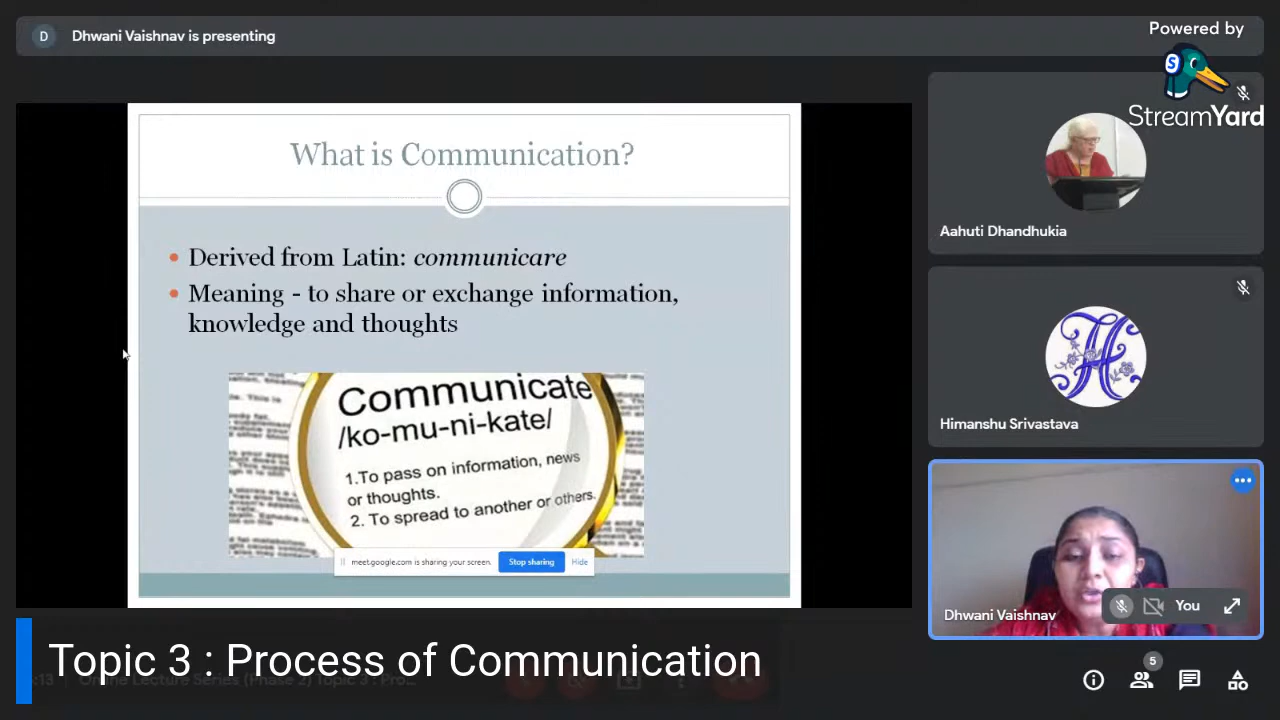 D Dhwani Vaishnav is presenting
Powered by
StreamYard
What is Communication?
Derived from Latin: communicare
Meaning - to share or exchange information,
knowledge and thoughts
Communicate
/ko-mu-ni-kate/
1.To pass on information, news
or thoughts.
2. To spread to another or others.
meet.google.com is sharing your screen. Stop sharing Hide
Aahuti Dhandhukia
Himanshu Srivastava
Dhwani Vaishnav
You
5
Topic 3 : Process of Communication